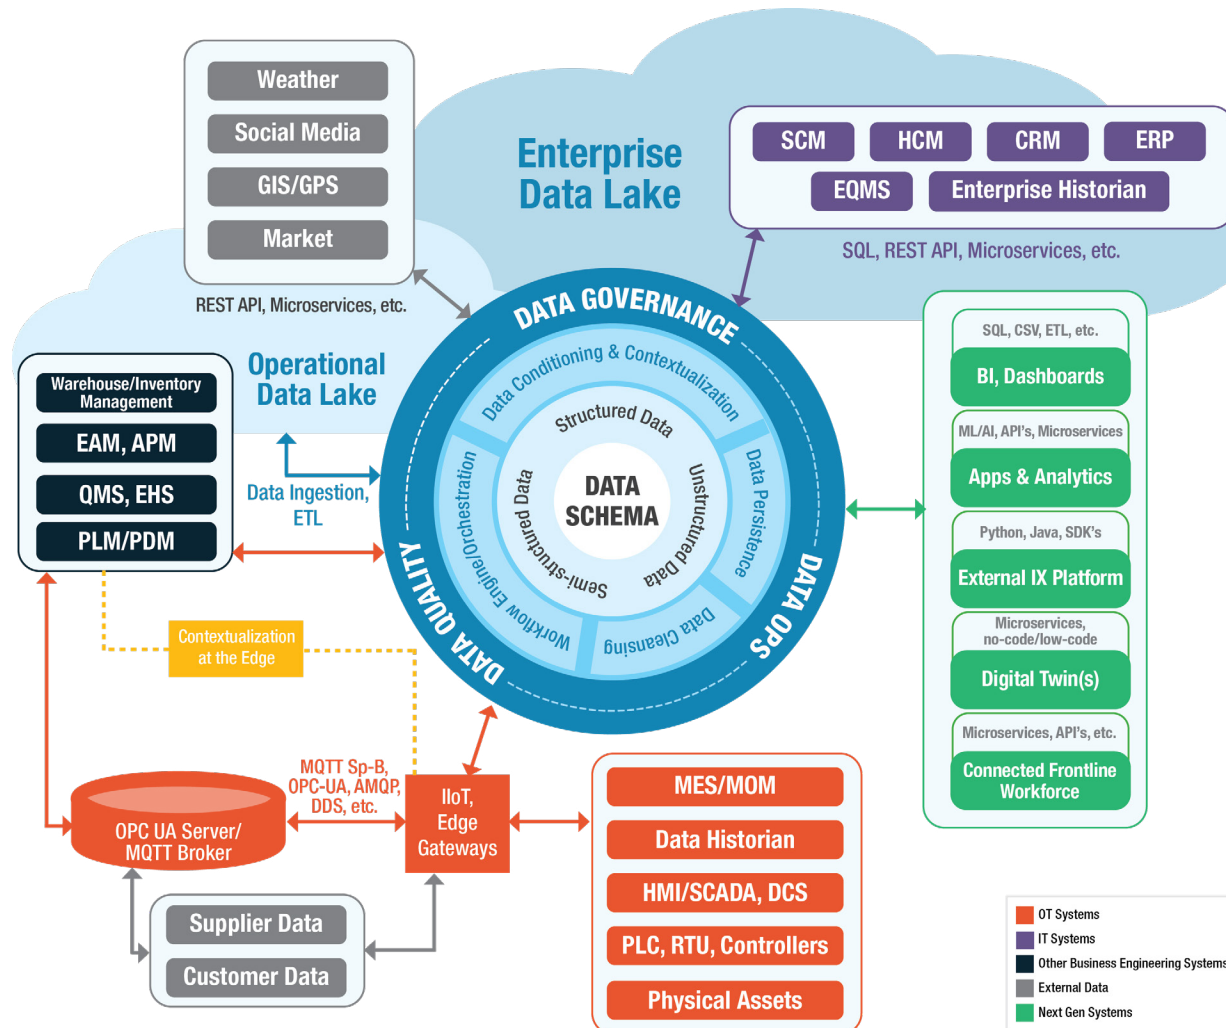 Weather
Social Media
GIS/GPS
Market
REST API, Microservices, etc.
Enterprise
Data Lake
SCM
HCM
CRM
ERP
EQMS
Enterprise Historian
SQL, REST API, Microservices, etc.
Operational
Data Lake
Warehouse/Inventory
Management
EAM, APM
QMS, EHS
PLM/PDM
Data Ingestion,
ETL
DATA GOVERNANCE
DATA OPS
DATA QUALITY
Data Conditioning & Contextualization
Data Persistence
Data Cleansing
Workflow Engine/Orchestration
Structured Data
Unstructured Data
Semi-structured Data
DATA
SCHEMA
SQL, CSV, ETL, etc.
BI, Dashboards
ML/AI, API's, Microservices
Apps & Analytics
Python, Java, SDK's
External IX Platform
Microservices,
no-code/low-code
Digital Twin(s)
Microservices, API's, etc.
Connected Frontline
Workforce
Contextualization
at the Edge
MQTT Sp-B,
OPC-UA, AMQP,
DDS, etc.
OPC UA Server/
MQTT Broker
IIoT,
Edge
Gateways
Supplier Data
Customer Data
MES/MOM
Data Historian
HMI/SCADA, DCS
PLC, RTU, Controllers
Physical Assets
OT Systems
IT Systems
Other Business Engineering Systems
External Data
Next Gen Systems